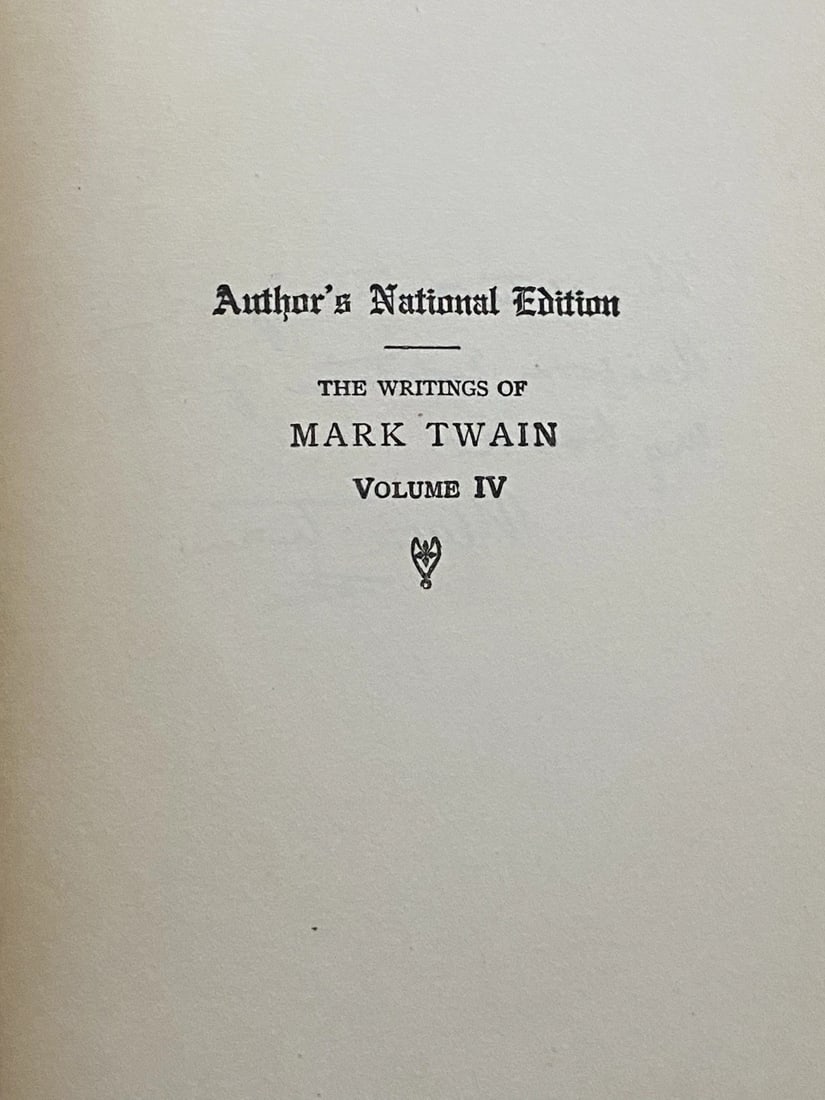 Author's National Edition
THE WRITINGS OF
MARK TWAIN
VOLUME IV